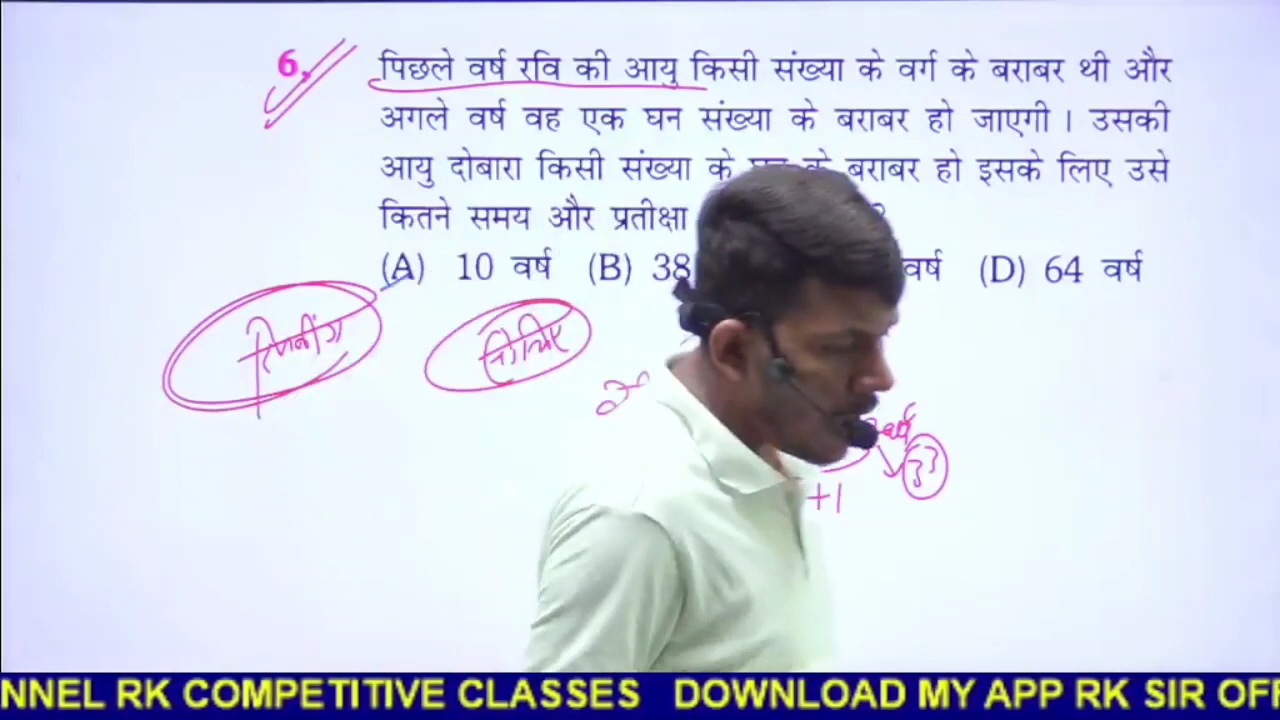 6. पिछले वर्ष रवि की आयु किसी संख्या के वर्ग के बराबर थी और
अगले वर्ष वह एक घन संख्या के बराबर हो जाएगी। उसकी
आयु दोबारा किसी संख्या के के बराबर हो इसके लिए उसे
कितने समय और प्रतीक्षा
(A) 10 वर्ष (B) 38 वर्ष (D) 64 वर्ष
+1
33
NNEL RK COMPETITIVE CLASSES DOWNLOAD MY APP RK SIR OFF